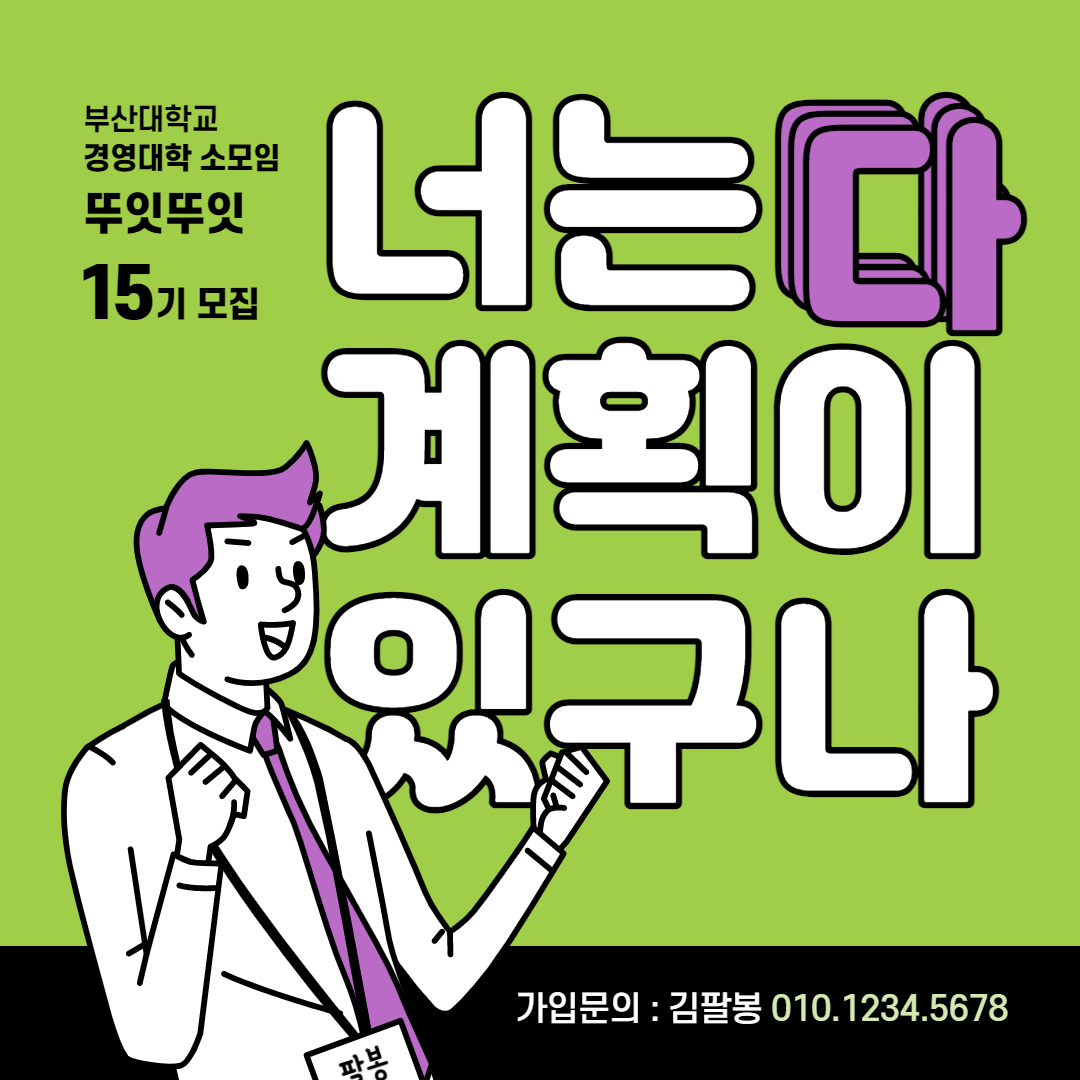 부산대학교
경영대학 소모임
뚜잇뚜잇
15기 모집
너는다
계획이
있구나
가입문의 : 김팔봉 010.1234.5678
팔봉